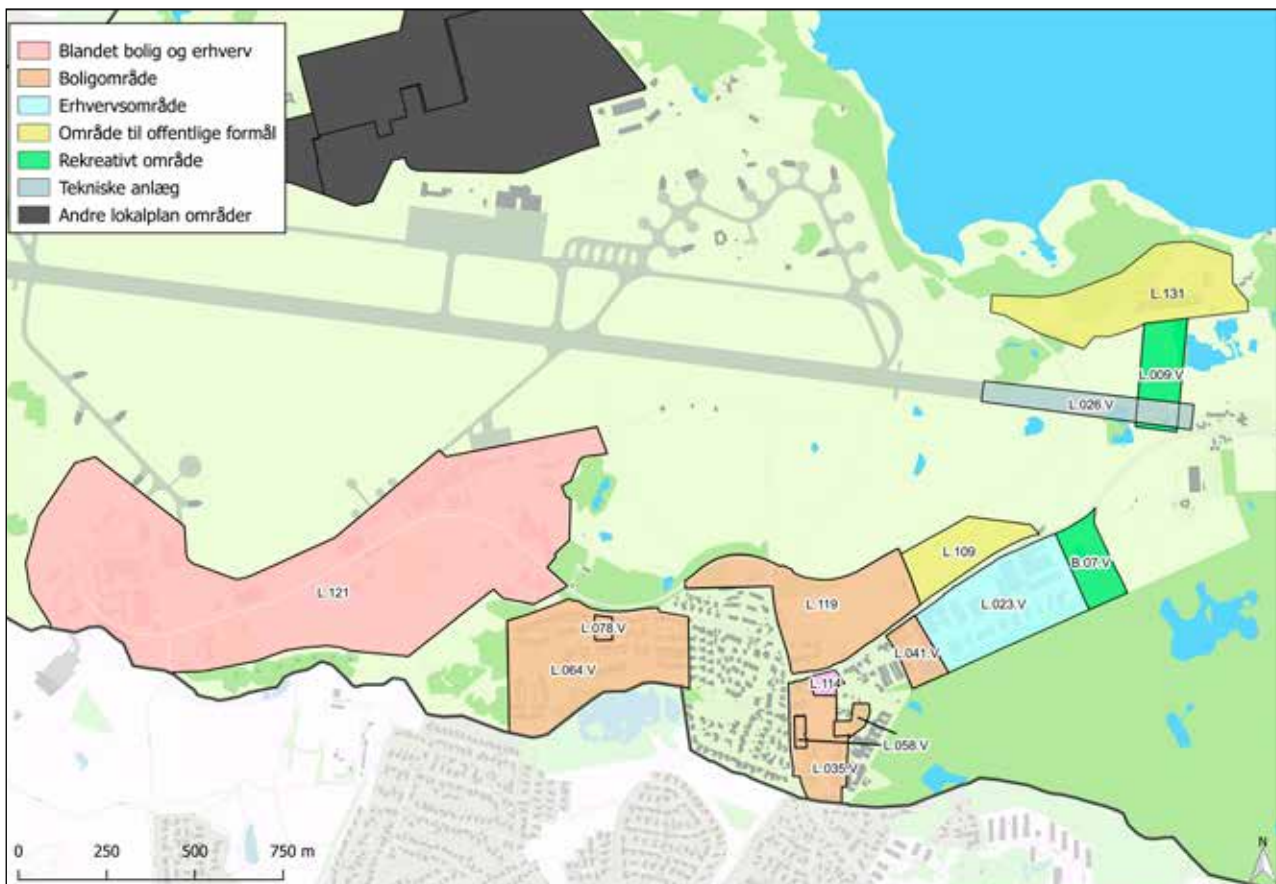 Blandet bolig og erhverv
Boligområde
Erhvervsområde
Område til offentlige formål
Rekreativt område
Tekniske anlæg
Andre lokalplan områder
L.131
L.009.V
L.026.V
L.109
B.07.V
L.121
L.119
L.023.V
L.078.V
L.064.V
L.041.V
L.114
L.058.V
L.035.V
0 250 500 750 m
N